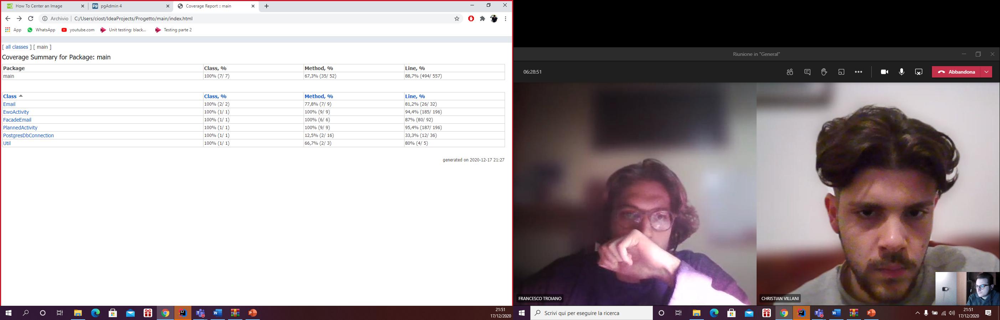 How To Center an Image
pgAdmin 4
Coverage Report :: main
Archivio
C:/Users/ciost/IdeaProjects/Progetto/main/index.html
App
WhatsApp
youtube.com
Unit testing: black...
Testing parte 2
[ all classes ] [ main ]
Coverage Summary for Package: main
Package Class, % Method, % Line, %
main 100% (7/ 7) 67,3% (35/ 52) 88,7% (494/ 557)
Class Class, % Method, % Line, %
Email 100% (2/ 2) 77,8% (7/ 9) 81,2% (26/ 32)
EwoActivity 100% (1/ 1) 100% (9/ 9) 94,4% (185/ 196)
FacadeEmail 100% (1/ 1) 100% (6/ 6) 87% (80/ 92)
PlannedActivity 100% (1/ 1) 100% (9/ 9) 95,4% (187/ 196)
PostgresDbConnection 100% (1/ 1) 12,5% (2/ 16) 33,3% (12/ 36)
Util 100% (1/ 1) 66,7% (2/ 3) 80% (4/ 5)
generated on 2020-12-17 21:27
21:51
17/12/2020
Riunione in "General"
06:28:51
Abbandona
FRANCESCO TROIANO
CHRISTIAN VILLANI
Scrivi qui per eseguire la ricerca
21:51
17/12/2020